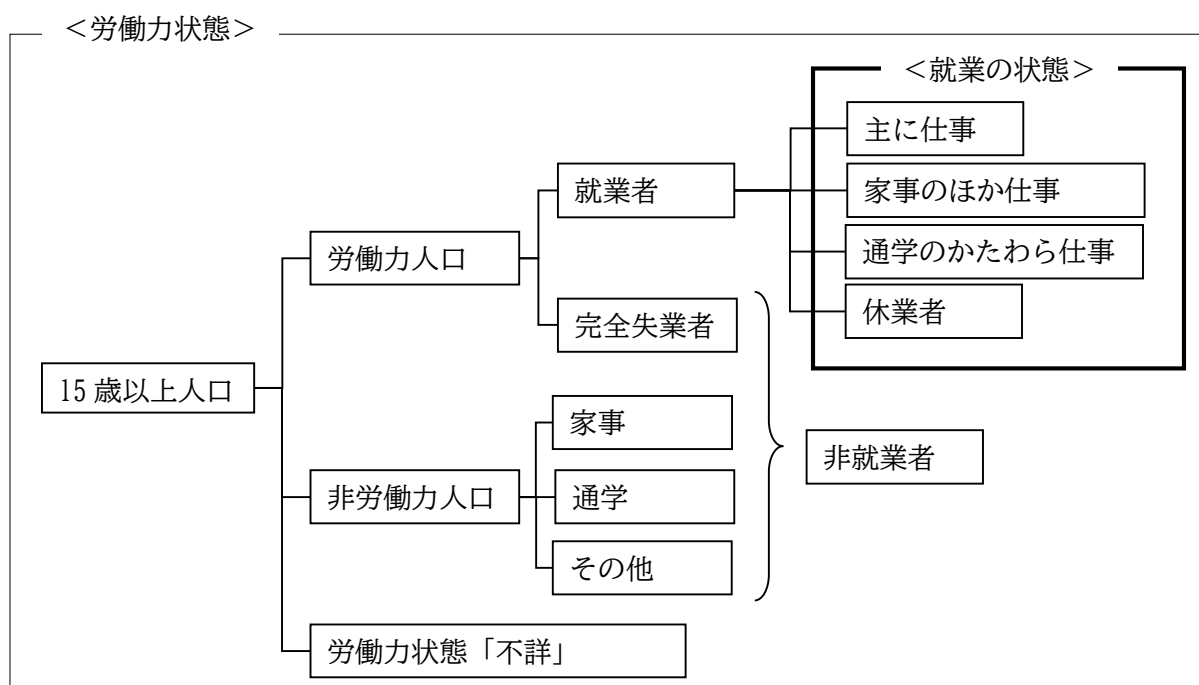 ＜労働力状態＞
＜就業の状態＞
主に仕事
就業者
家事のほか仕事
労働力人口
通学のかたわら仕事
完全失業者
休業者
15歳以上人口
家事
非就業者
非労働力人口
通学
その他
労働力状態「不詳」